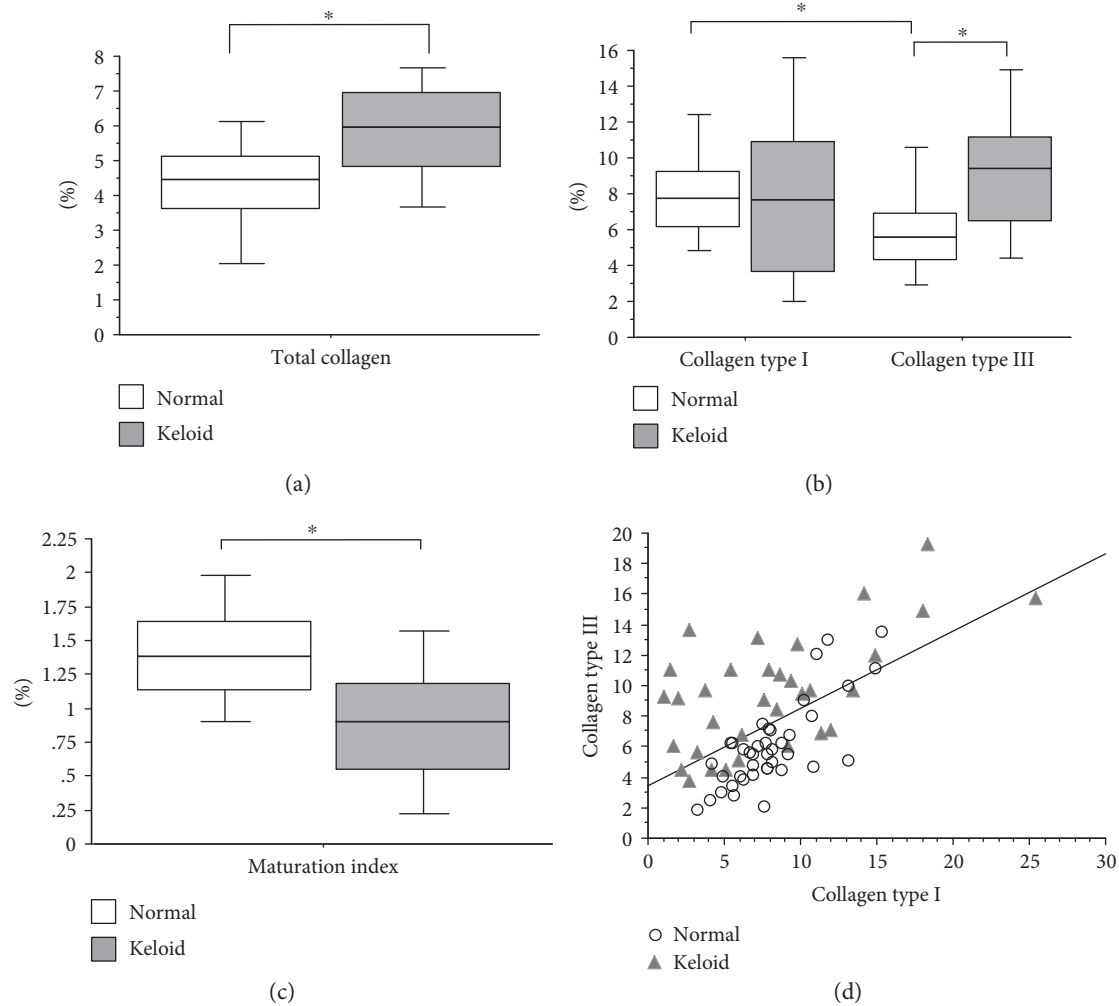 *
8
7
6
5
4
3
2
1
0
(%)
Total collagen
Normal
Keloid
(a)
*
*
16
14
12
10
8
6
4
2
0
(%)
Collagen type I
Collagen type III
Normal
Keloid
(b)
*
2.25
2
1.75
1.5
1.25
1
.75
.5
.25
0
(%)
Maturation index
Normal
Keloid
(c)
20
18
16
14
12
10
8
6
4
2
0
Collagen type III
0 5 10 15 20 25 30
Collagen type I
Normal
Keloid
(d)